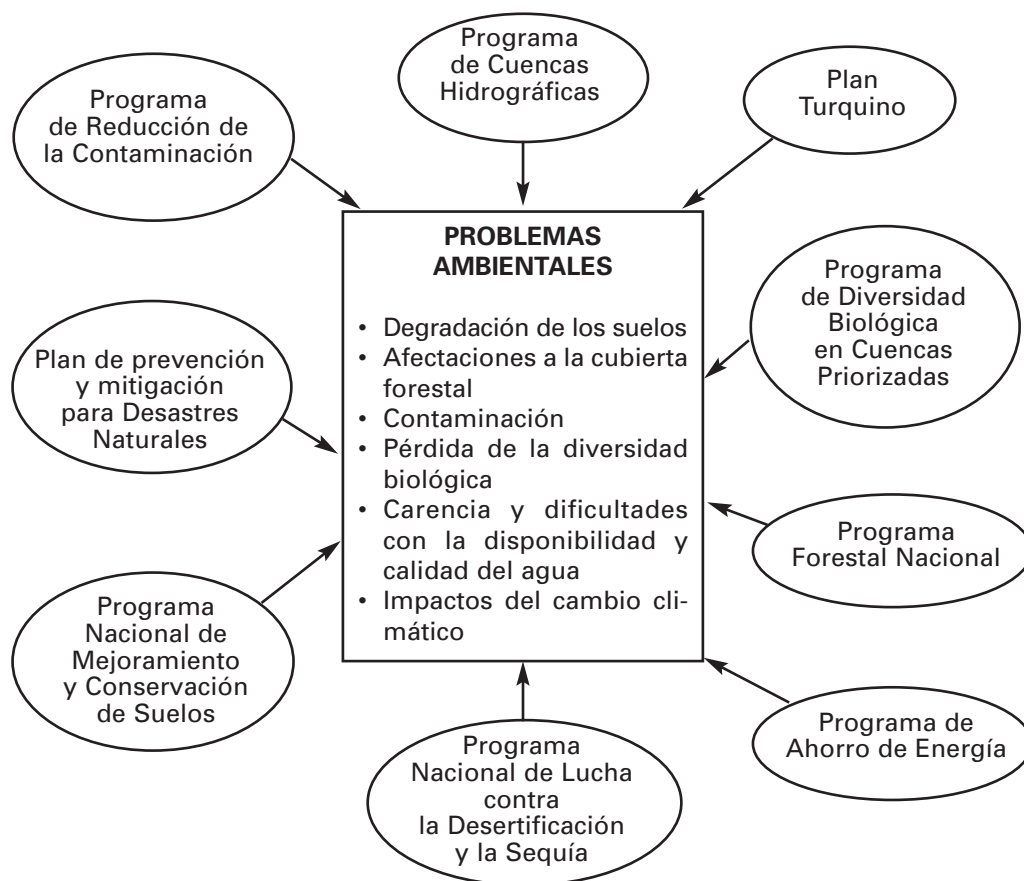 Programa
de Cuencas
Hidrográficas
Plan
Turquino
Programa
de Reducción de
la Contaminación
PROBLEMAS
AMBIENTALES
• Degradación de los suelos
• Afectaciones a la cubierta
forestal
• Contaminación
• Pérdida de la diversidad
biológica
• Carencia y dificultades
con la disponibilidad y
calidad del agua
• Impactos del cambio cli-
mático
Programa
de Diversidad
Biológica
en Cuencas
Priorizadas
Plan de prevención
y mitigación
para Desastres
Naturales
Programa
Forestal Nacional
Programa
Nacional de
Mejoramiento
y Conservación
de Suelos
Programa de
Ahorro de Energía
Programa
Nacional de Lucha
contra
la Desertificación
y la Sequía